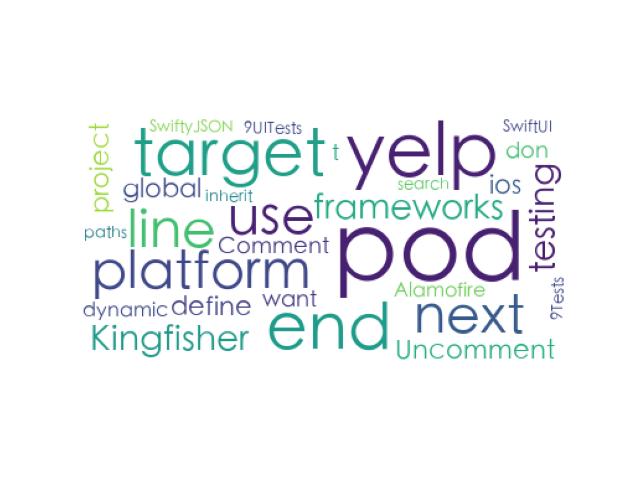 SwiftyJSON 9UITests SwiftUI
project target t yelp don
global inherit search ios testing
paths line use frameworks
Comment pod
platform
dynamic define want Alamofire 9Tests
Kingfisher end next
Uncomment